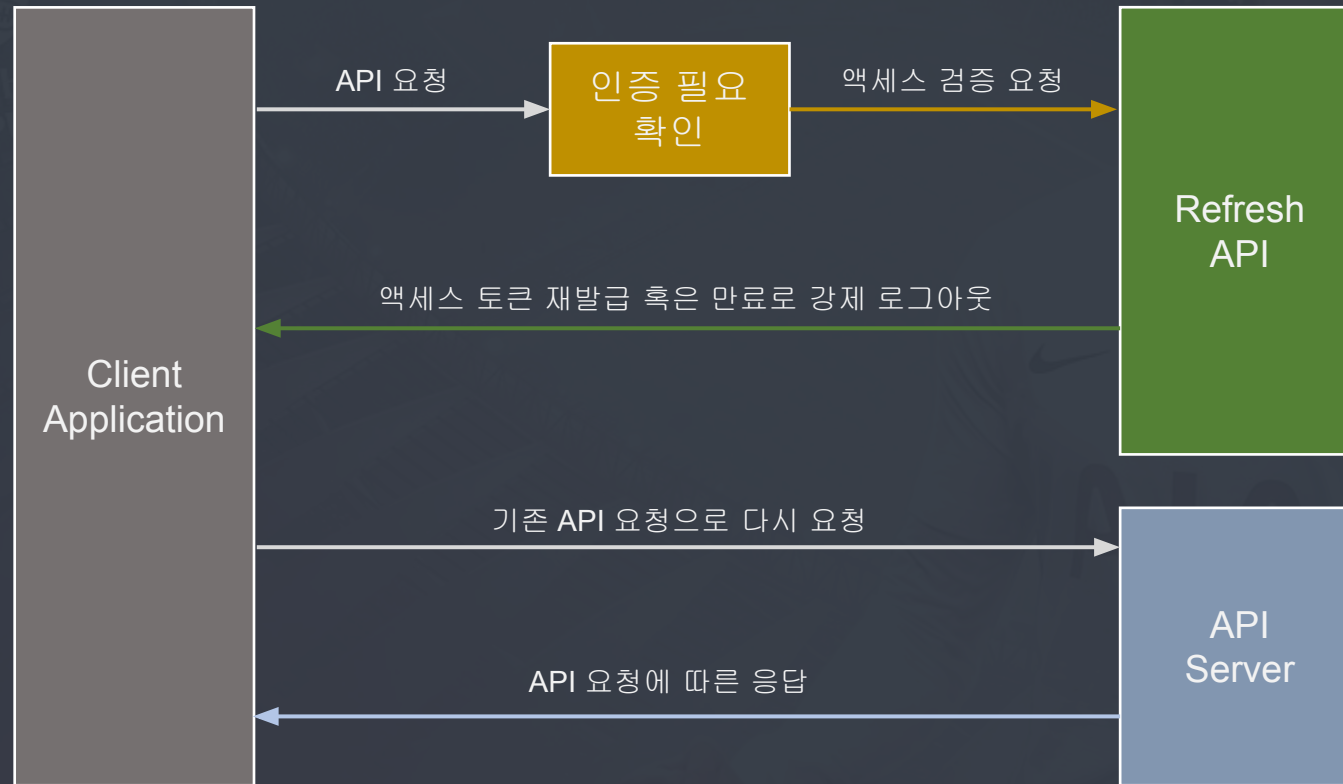 API 요청
인증 필요
확인
액세스 검증 요청
Refresh
API
액세스 토큰 재발급 혹은 만료로 강제 로그아웃
Client
Application
기존 API 요청으로 다시 요청
API
Server
API 요청에 따른 응답